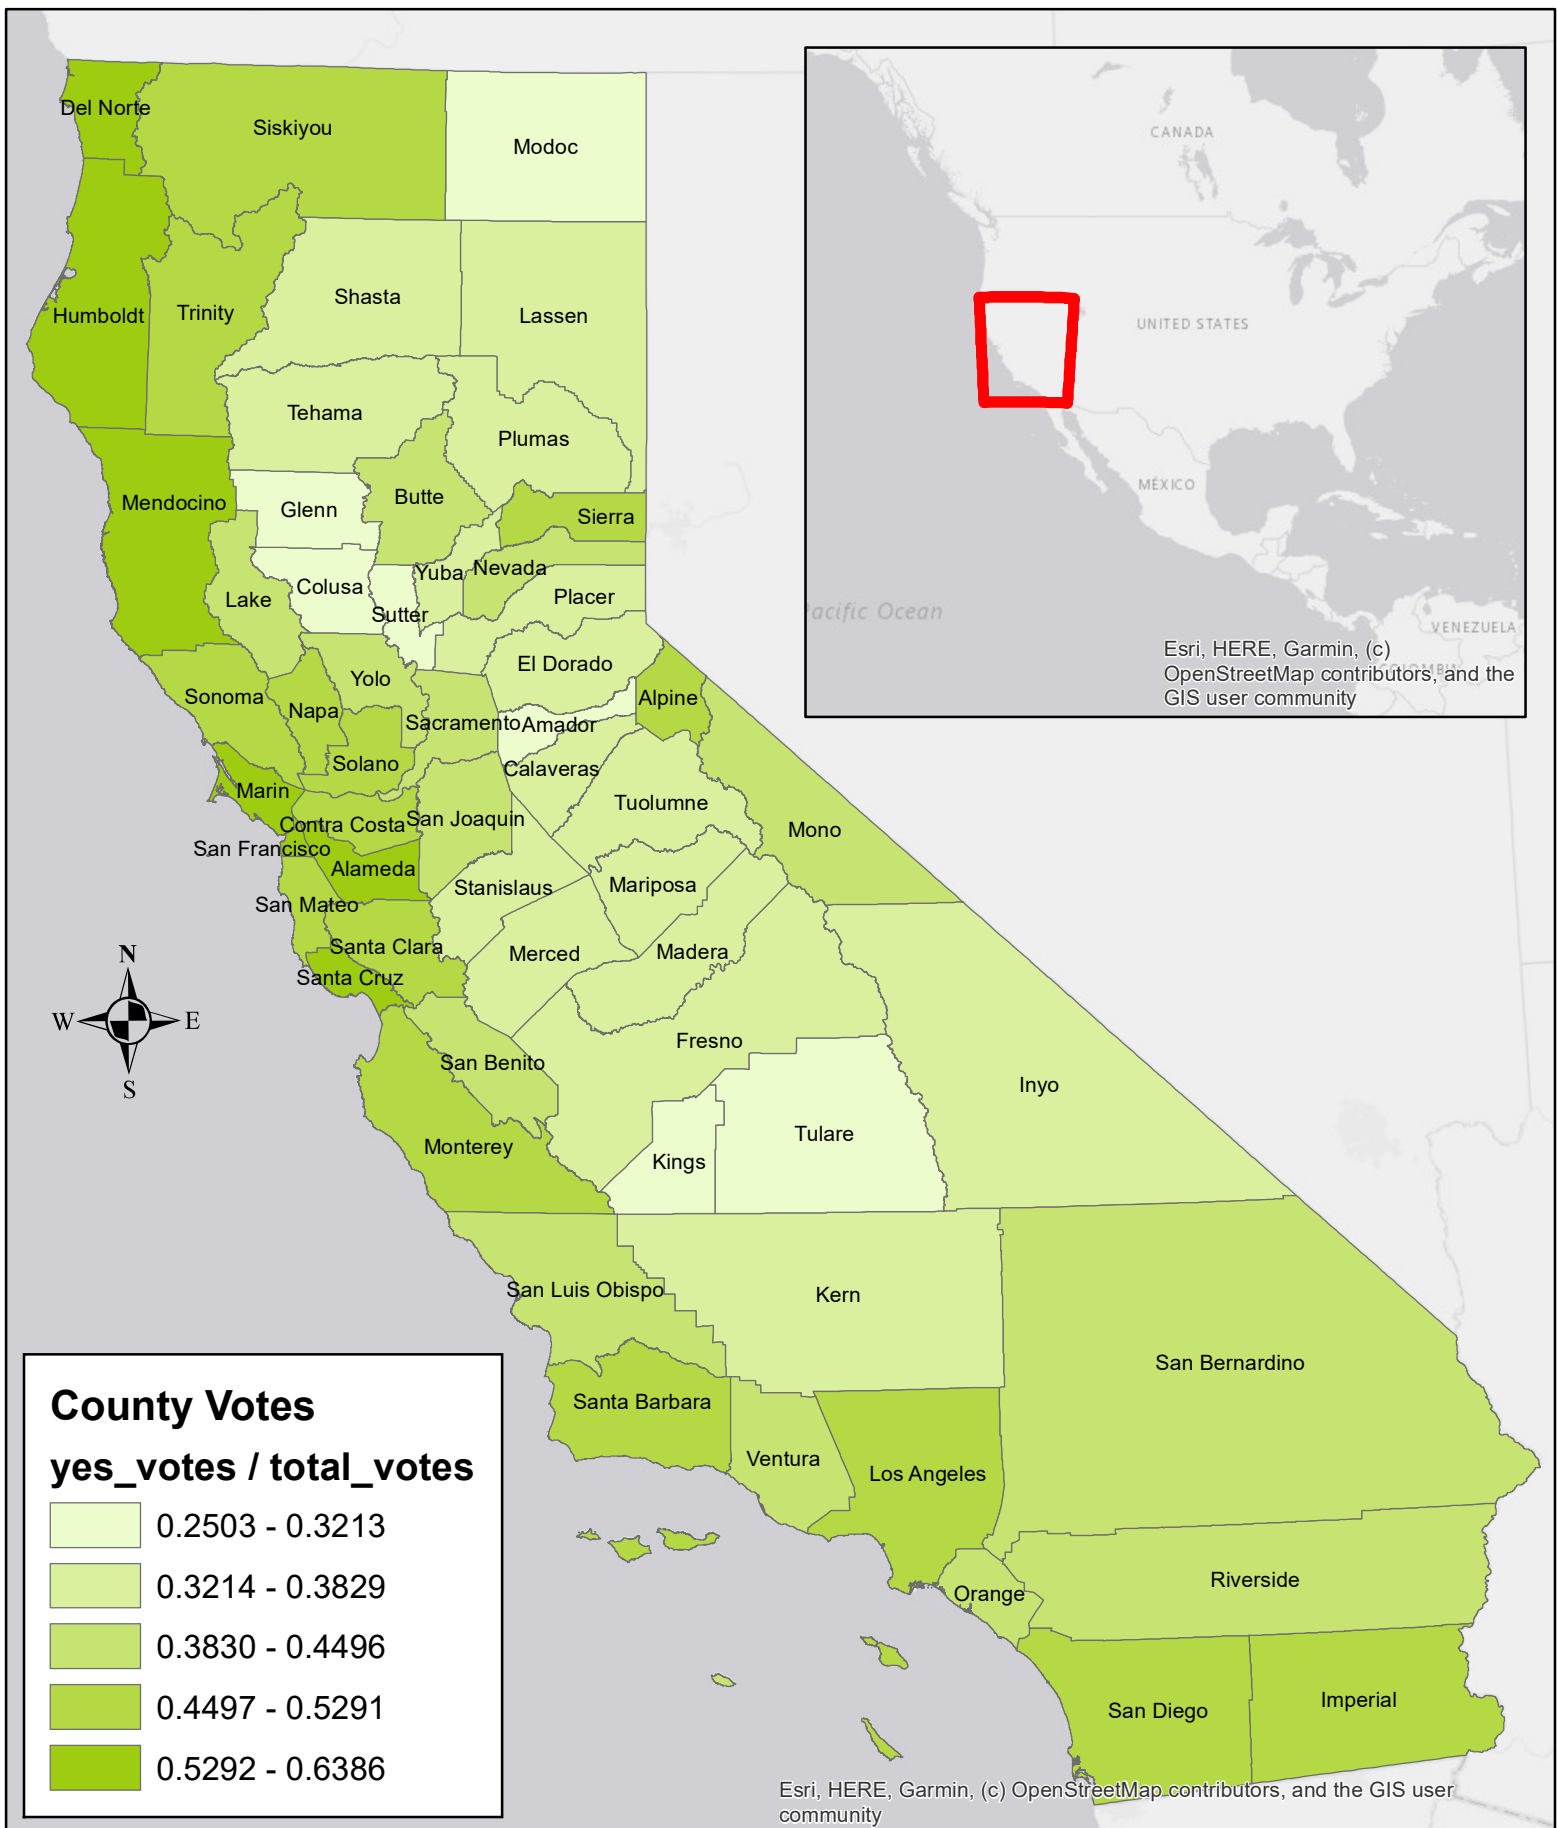 Del Norte
Siskiyou
Modoc
Humboldt
Trinity
Shasta
Lassen
Tehama
Plumas
Mendocino
Glenn
Butte
Sierra
Colusa
Yuba
Nevada
Lake
Sutter
Placer
El Dorado
Yolo
Sonoma
Napa
Sacramento
Amador
Alpine
Solano
Calaveras
Marin
Contra Costa
San Joaquin
Tuolumne
Mono
San Francisco
Alameda
Stanislaus
Mariposa
San Mateo
Santa Clara
Merced
Madera
Santa Cruz
Fresno
San Benito
Inyo
Monterey
Kings
Tulare
San Luis Obispo
Kern
San Bernardino
Santa Barbara
Ventura
Los Angeles
Orange
Riverside
San Diego
Imperial
N
W
E
S
CANADA
UNITED STATES
MÉXICO
acific Ocean
VENEZUELA
Esri, HERE, Garmin, (c)
OpenStreetMap contributors, and the
GIS user community
County Votes
yes_votes / total_votes
0.2503 - 0.3213
0.3214 - 0.3829
0.3830 - 0.4496
0.4497 - 0.5291
0.5292 - 0.6386
Esri, HERE, Garmin, (c) OpenStreetMap contributors, and the GIS user
community